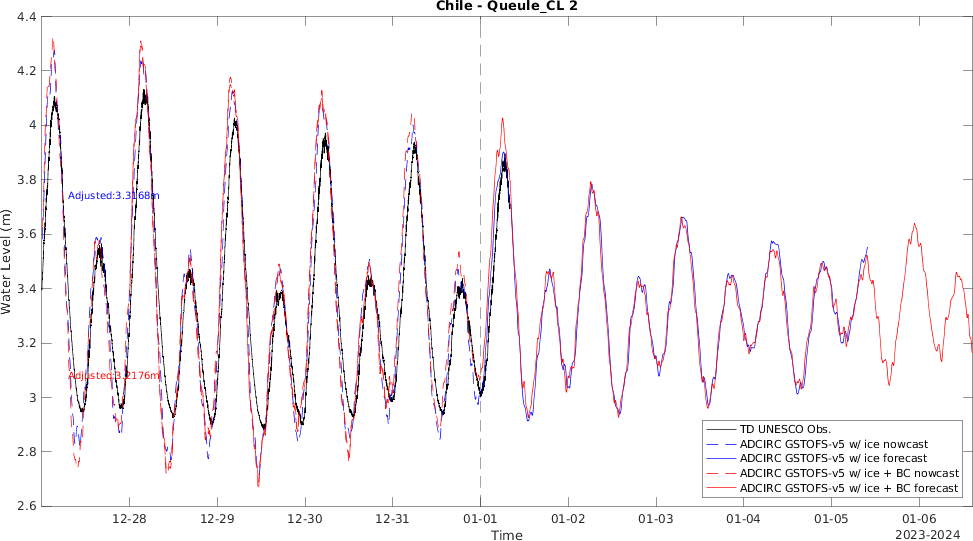 Chile - Queule_CL 2
4.4
4.2
4
3.8
3.6
3.4
3.2
3
2.8
2.6
Water Level (m)
Adjusted:3.3168m
Adjusted:3.2176m
TD UNESCO Obs.
ADCIRC GSTOFS-v5 w/ ice nowcast
ADCIRC GSTOFS-v5 w/ ice forecast
ADCIRC GSTOFS-v5 w/ ice + BC nowcast
ADCIRC GSTOFS-v5 w/ ice + BC forecast
12-28 12-29 12-30 12-31 01-01 01-02 01-03 01-04 01-05 01-06
Time
2023-2024